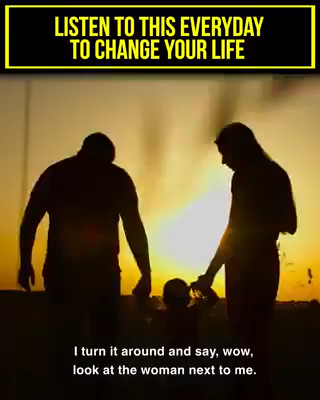 LISTEN TO THIS EVERYDAY
TO CHANGE YOUR LIFE
I turn it around and say, wow,
look at the woman next to me.